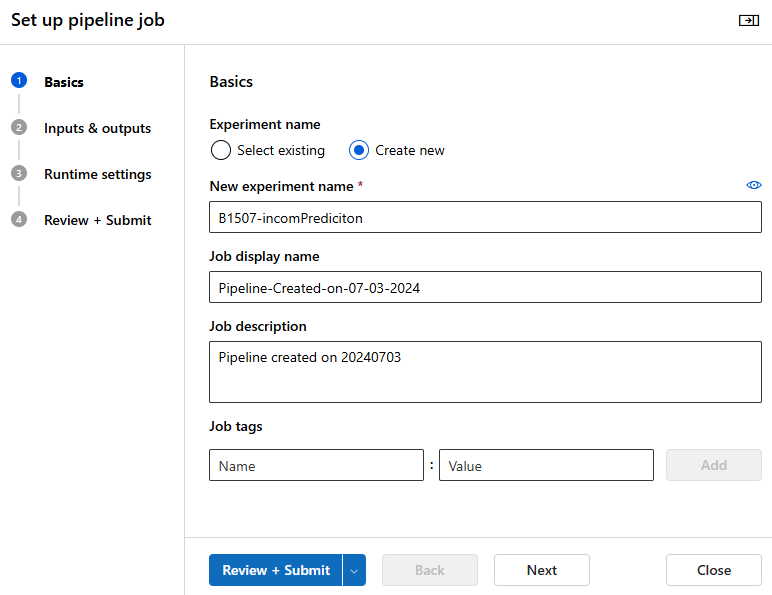 Set up pipeline job
1 Basics
2 Inputs & outputs
3 Runtime settings
4 Review + Submit
Basics
Experiment name
Select existing Create new
New experiment name *
B1507-incomPrediciton
Job display name
Pipeline-Created-on-07-03-2024
Job description
Pipeline created on 20240703
Job tags
Name : Value Add
Review + Submit Back Next Close